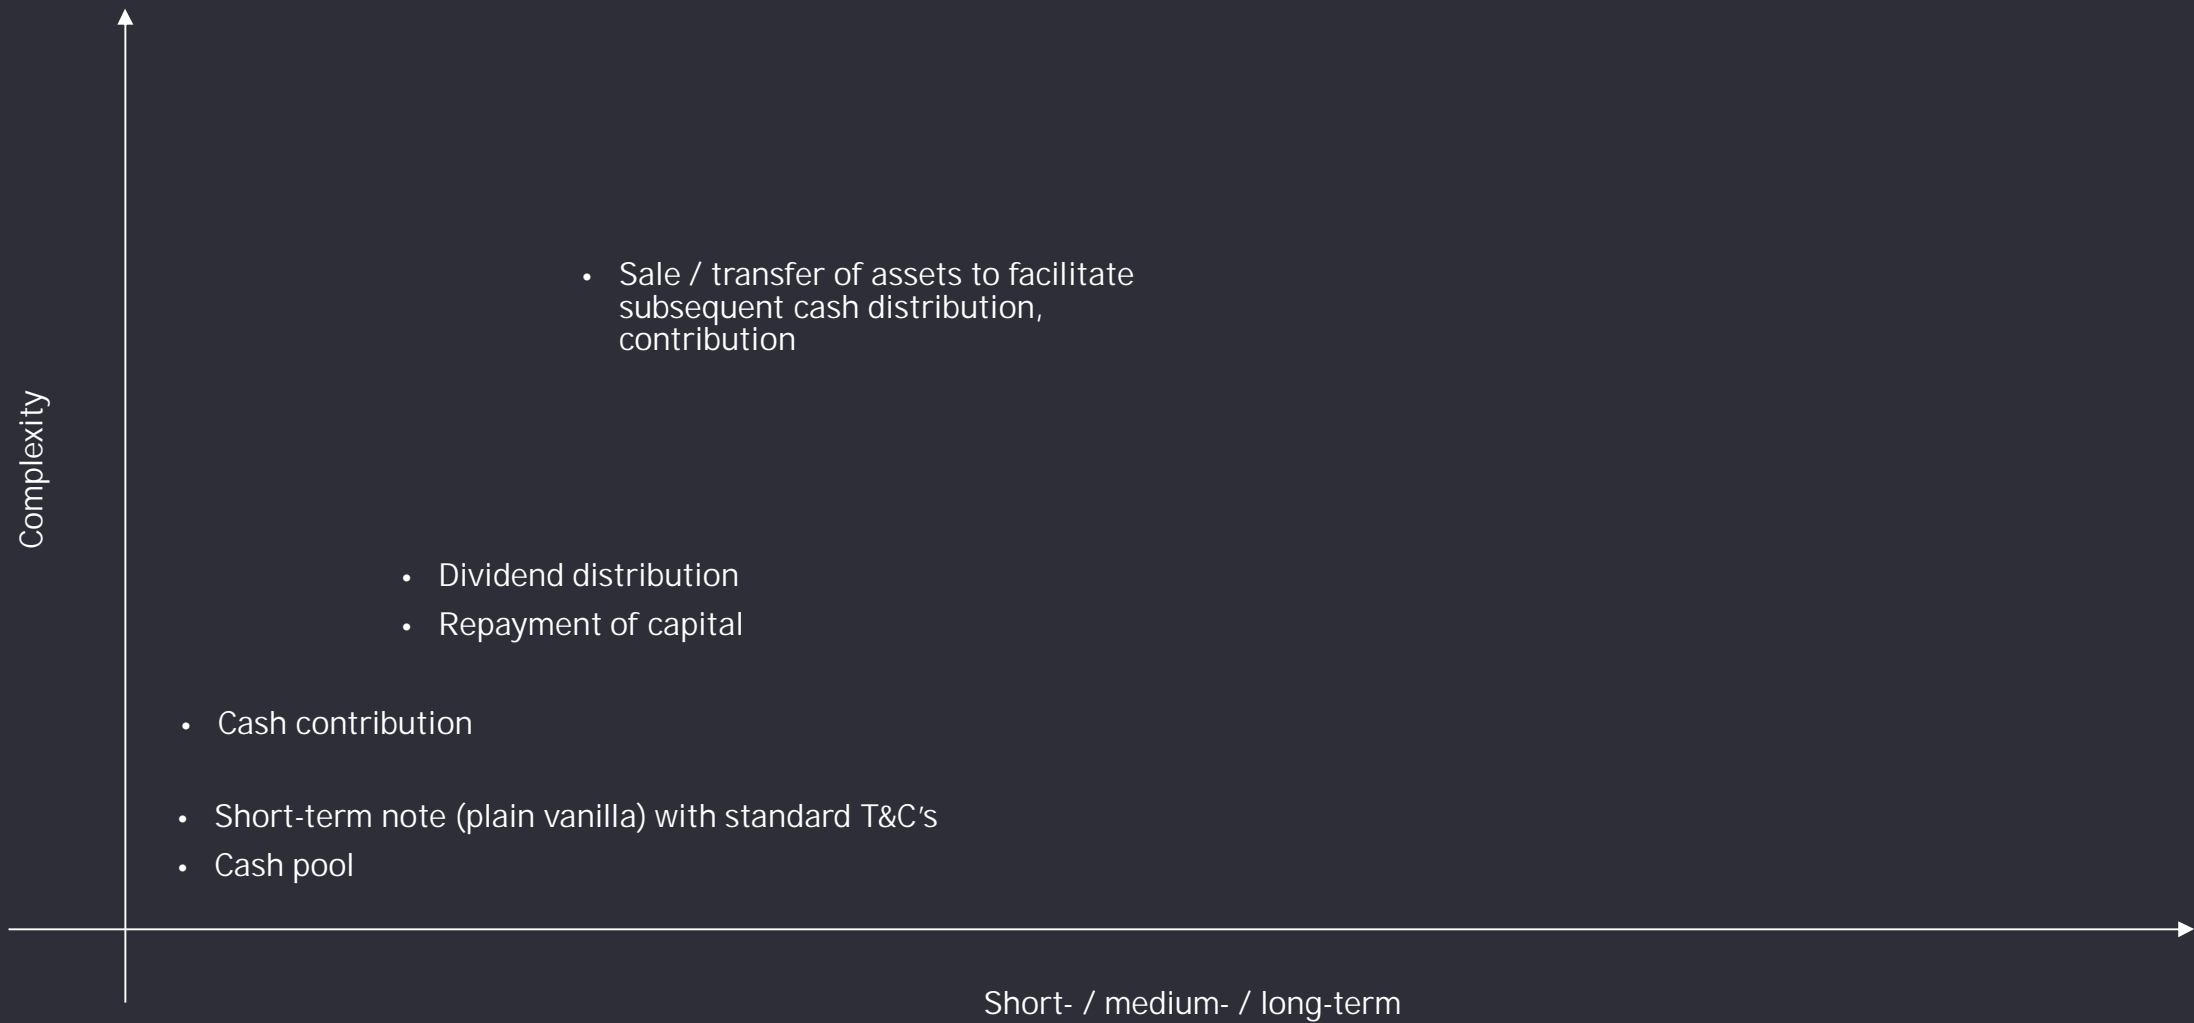 Complexity
• Sale / transfer of assets to facilitate
subsequent cash distribution,
contribution
• Dividend distribution
• Repayment of capital
• Cash contribution
• Short-term note (plain vanilla) with standard T&C’s
• Cash pool
Short- / medium- / long-term